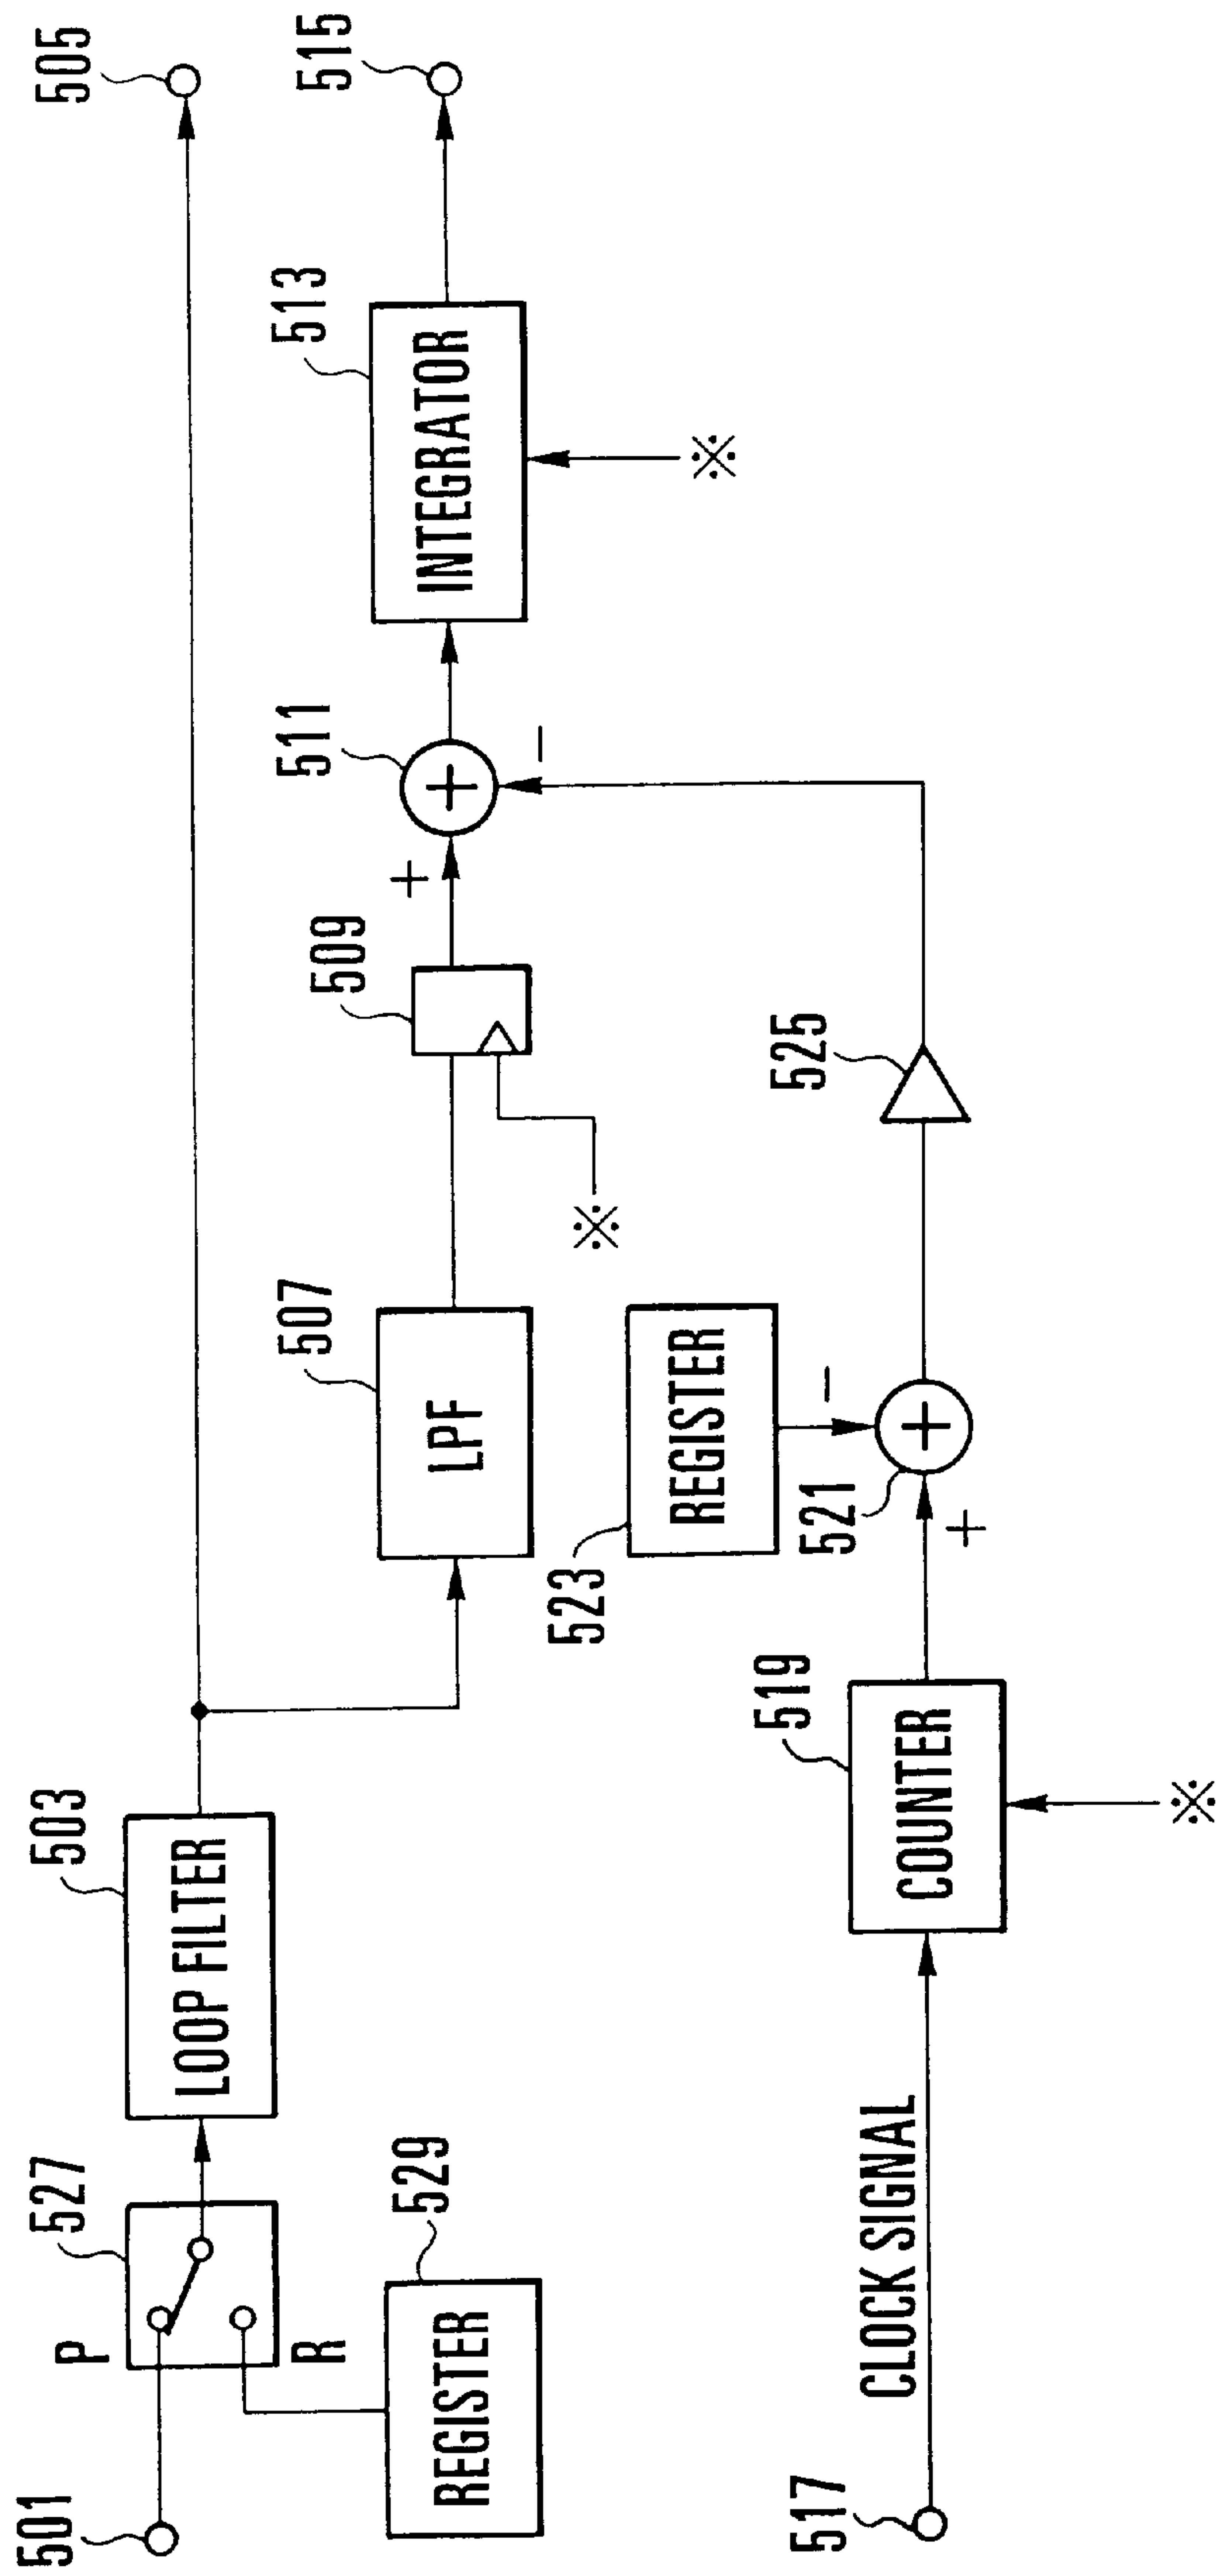 501
P
R
527
REGISTER
529
LOOP FILTER
503
505
LPF
507
509
※
+
511
−
+
INTEGRATOR
513
※
515
517
CLOCK SIGNAL
COUNTER
519
※
+
521
+
−
REGISTER
523
525